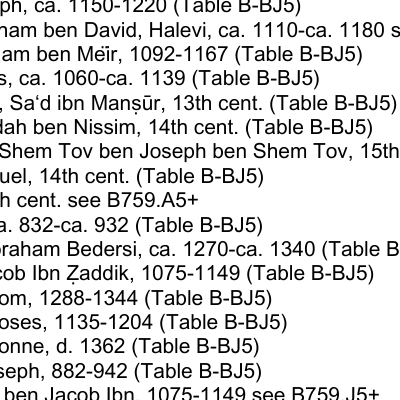 ph, ca. 1150-1220 (Table B-BJ5)
ham ben David, Halevi, ca. 1110-ca. 1180 s
am ben Meïr, 1092-1167 (Table B-BJ5)
s, ca. 1060-ca. 1139 (Table B-BJ5)
, Sa‘d ibn Manṣūr, 13th cent. (Table B-BJ5)
dah ben Nissim, 14th cent. (Table B-BJ5)
Shem Tov ben Joseph ben Shem Tov, 15th
uel, 14th cent. (Table B-BJ5)
h cent. see B759.A5+
a. 832-ca. 932 (Table B-BJ5)
braham Bedersi, ca. 1270-ca. 1340 (Table B
cob Ibn Ẓaddik, 1075-1149 (Table B-BJ5)
om, 1288-1344 (Table B-BJ5)
oses, 1135-1204 (Table B-BJ5)
onne, d. 1362 (Table B-BJ5)
seph, 882-942 (Table B-BJ5)
ben Jacob Ibn, 1075-1149 see B759.J5+